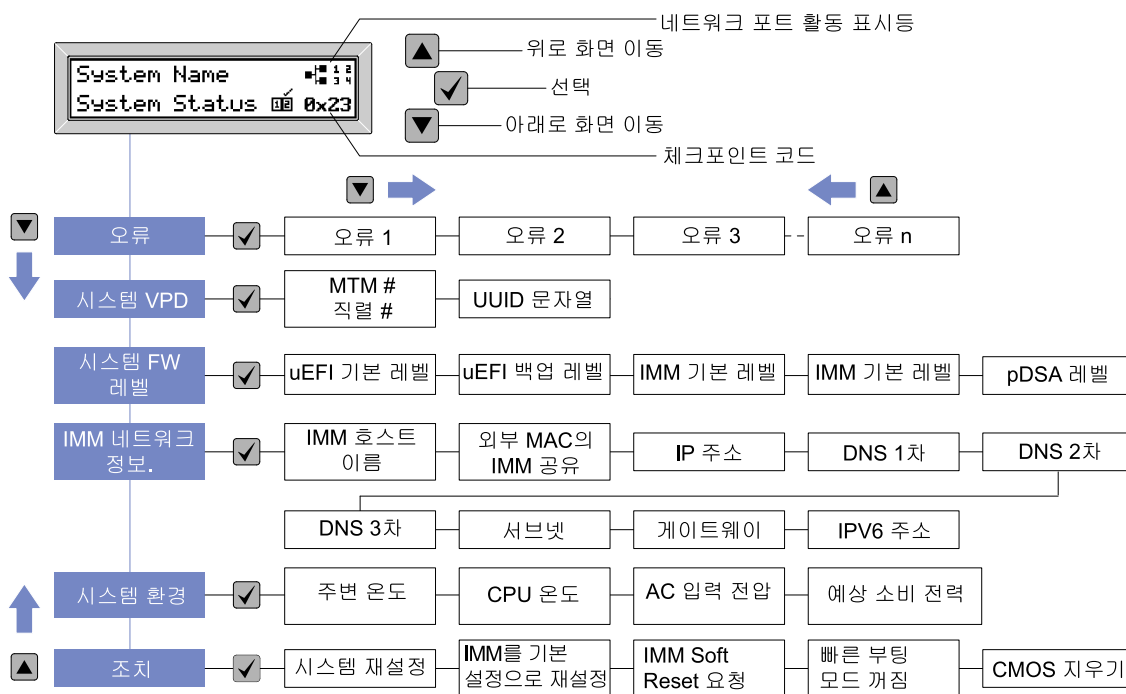 네트워크 포트 활동 표시등
System Name 1 2
3 4
System Status 12 0x23
위로 화면 이동
선택
아래로 화면 이동
체크포인트 코드
오류
오류 1
오류 2
오류 3
오류 n
시스템 VPD
MTM #
직렬 #
UUID 문자열
시스템 FW
레벨
uEFI 기본 레벨
uEFI 백업 레벨
IMM 기본 레벨
IMM 기본 레벨
pDSA 레벨
IMM 네트워크
정보.
IMM 호스트
이름
외부 MAC의
IMM 공유
IP 주소
DNS 1차
DNS 2차
DNS 3차
서브넷
게이트웨이
IPV6 주소
시스템 환경
주변 온도
CPU 온도
AC 입력 전압
예상 소비 전력
조치
시스템 재설정
IMM를 기본
설정으로 재설정
IMM Soft
Reset 요청
빠른 부팅
모드 꺼짐
CMOS 지우기